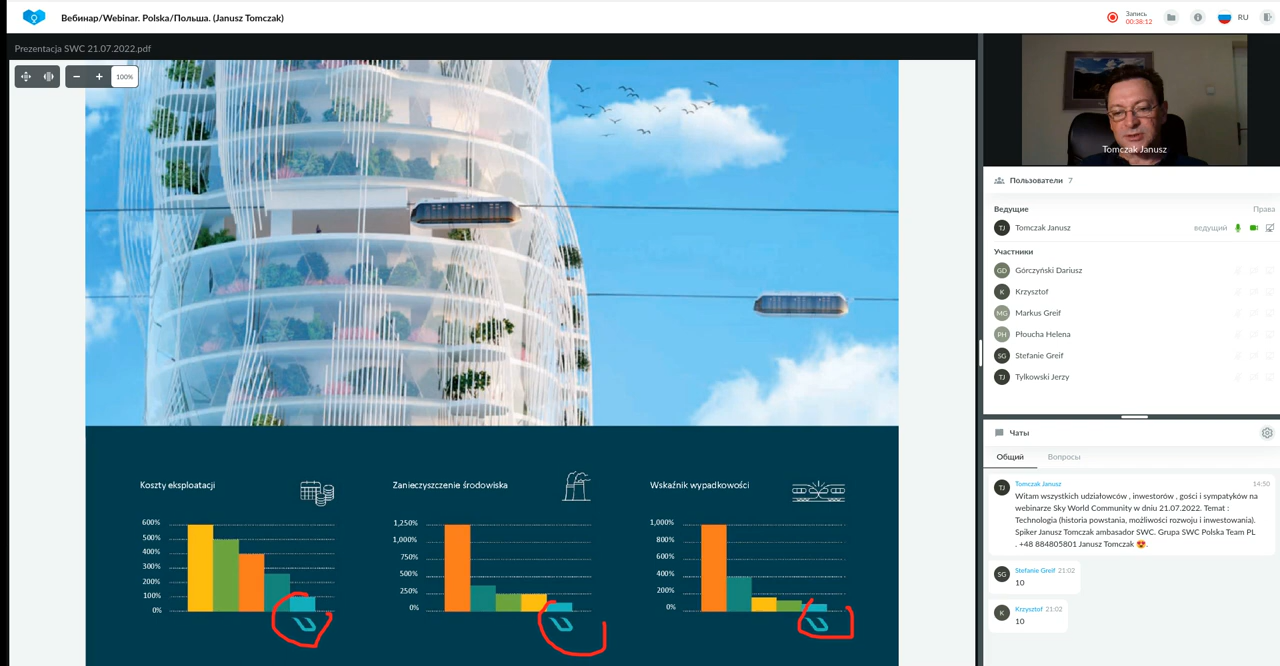 Вебинар/Webinar. Polska/Польша. (Janusz Tomczak)
Запись
00:38:12
RU
Prezentacja SWC 21.07.2022.pdf
100%
Tomczak Janusz
Пользователи 7
Ведущие Права
TJ Tomczak Janusz ведущий
Участники
GD Górczyński Dariusz
K Krzysztof
MG Markus Greif
PH Płoucha Helena
SG Stefanie Greif
TJ Tylkowski Jerzy
Чаты
Общий Вопросы
TJ Tomczak Janusz 14:50
Witam wszystkich udziałowców , inwestorów , gości i sympatyków na
webinarze Sky World Community w dniu 21.07.2022. Temat :
Technologia (historia powstania, możliwości rozwoju i inwestowania).
Spiker Janusz Tomczak ambasador SWC. Grupa SWC Polska Team PL
. +48 884805801 Janusz Tomczak 😍.
SG Stefanie Greif 21:02
10
K Krzysztof 21:02
10
Koszty eksploatacji
600%
500%
400%
300%
200%
100%
0%
Zanieczyszczenie środowiska
1,250%
1,000%
750%
500%
250%
0%
Wskaźnik wypadkowości
1,000%
800%
600%
400%
200%
0%